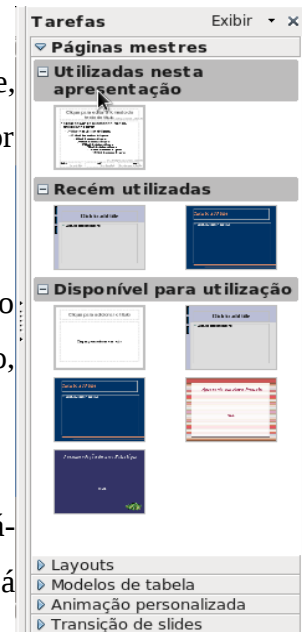 Tarefas Exibir
Páginas mestres
Utilizadas nesta
apresentação
e,
or
Recém utilizadas
o
o,
Disponível para utilização
á-
á
Layouts
Modelos de tabela
Animação personalizada
Transição de slides